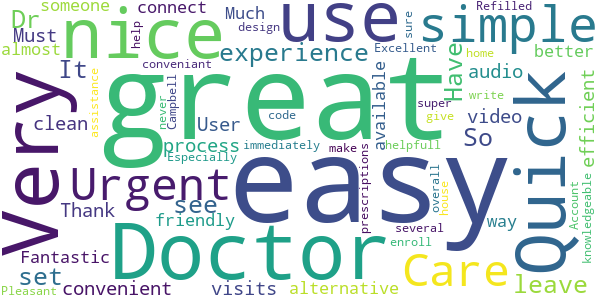 someone
connect
Dr
Much
nice
use
help
design
Excellent
sure
Refilled
simple
Must
almost
It
convenient
experience
better
Have
audio
home
Very
great
Quick
assistance
never
Campbell
code
super
write
available
give
video
efficient
clean
User
So
process
immediately
make
helpfull
Especially
easy
prescriptions
Urgent
see
friendly
overall
house
way
Account
knowledgeable
Thank
Doctor
several
enroll
Fantastic
set
Care
leave
Pleasant
convenient
visits
alternative